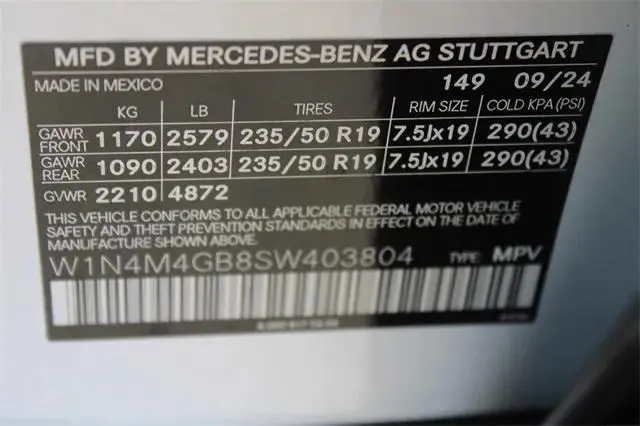 MFD BY MERCEDES-BENZ AG STUTTGART
MADE IN MEXICO 149 09/24
KG LB TIRES RIM SIZE COLD KPA (PSI)
GAWR FRONT 1170 2579 235/50 R19 7.5Jx19 290(43)
GAWR REAR 1090 2403 235/50 R19 7.5Jx19 290(43)
GVWR 2210 4872
THIS VEHICLE CONFORMS TO ALL APPLICABLE FEDERAL MOTOR VEHICLE
SAFETY AND THEFT PREVENTION STANDARDS IN EFFECT ON THE DATE OF
MANUFACTURE SHOWN ABOVE.
W1N4M4GB8SW403804 TYPE: MPV